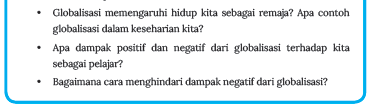 • Globalisasi memengaruhi hidup kita sebagai remaja? Apa contoh
globalisasi dalam keseharian kita?
• Apa dampak positif dan negatif dari globalisasi terhadap kita
sebagai pelajar?
• Bagaimana cara menghindari dampak negatif dari globalisasi?